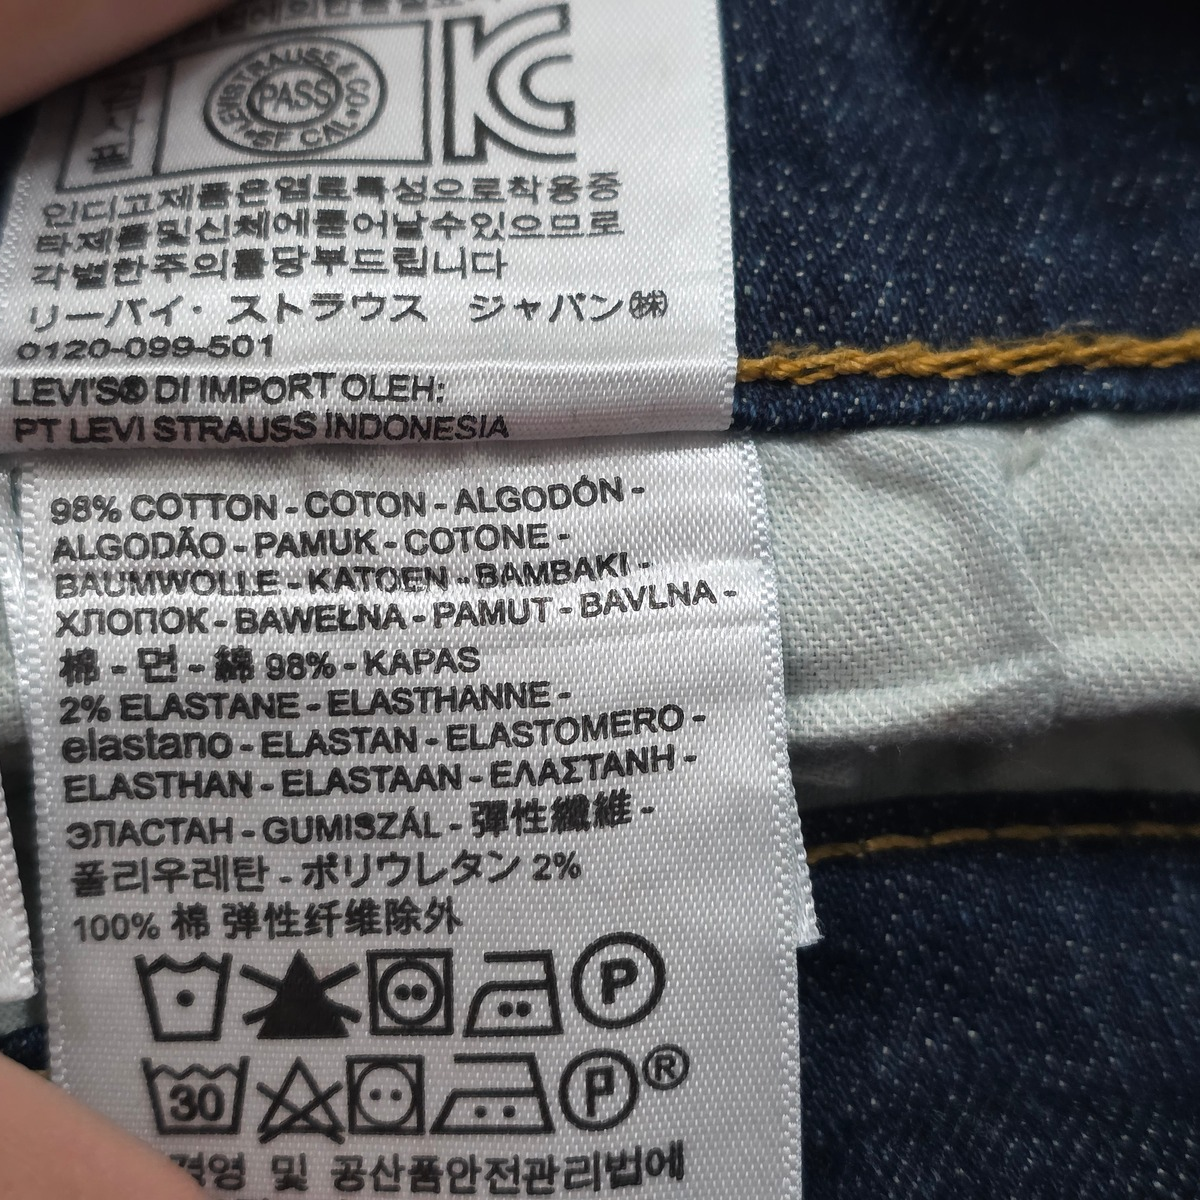 LEVI STRAUSS & CO.
PASS
SF CAL
KC
인디고제품은염료특성으로착용중
타제품및신체에물어날수있으므로
각별한주의를당부드립니다
リーバイ・ストラウス ジャパン㈱
0120-099-501
LEVI'S® DI IMPORT OLEH:
PT LEVI STRAUSS INDONESIA
98% COTTON - COTON - ALGODÓN -
ALGODÃO - PAMUK - COTONE -
BAUMWOLLE - KATOEN - BAMBAKI -
ХЛОПОК - BAWEŁNA - PAMUT - BAVLNA -
棉 - 면 - 綿 98% - KAPAS
2% ELASTANE - ELASTHANNE -
elastano - ELASTAN - ELASTOMERO -
ELASTHAN - ELASTAAN - ΕΛΑΣΤΑΝΗ -
ЭЛАСТАН - GUMISZÁL - 彈性纖維 -
폴리우레탄 - ポリウレタン 2%
100% 棉 弹性纤维除外
P
30 P®
및 공산품안전관리법에